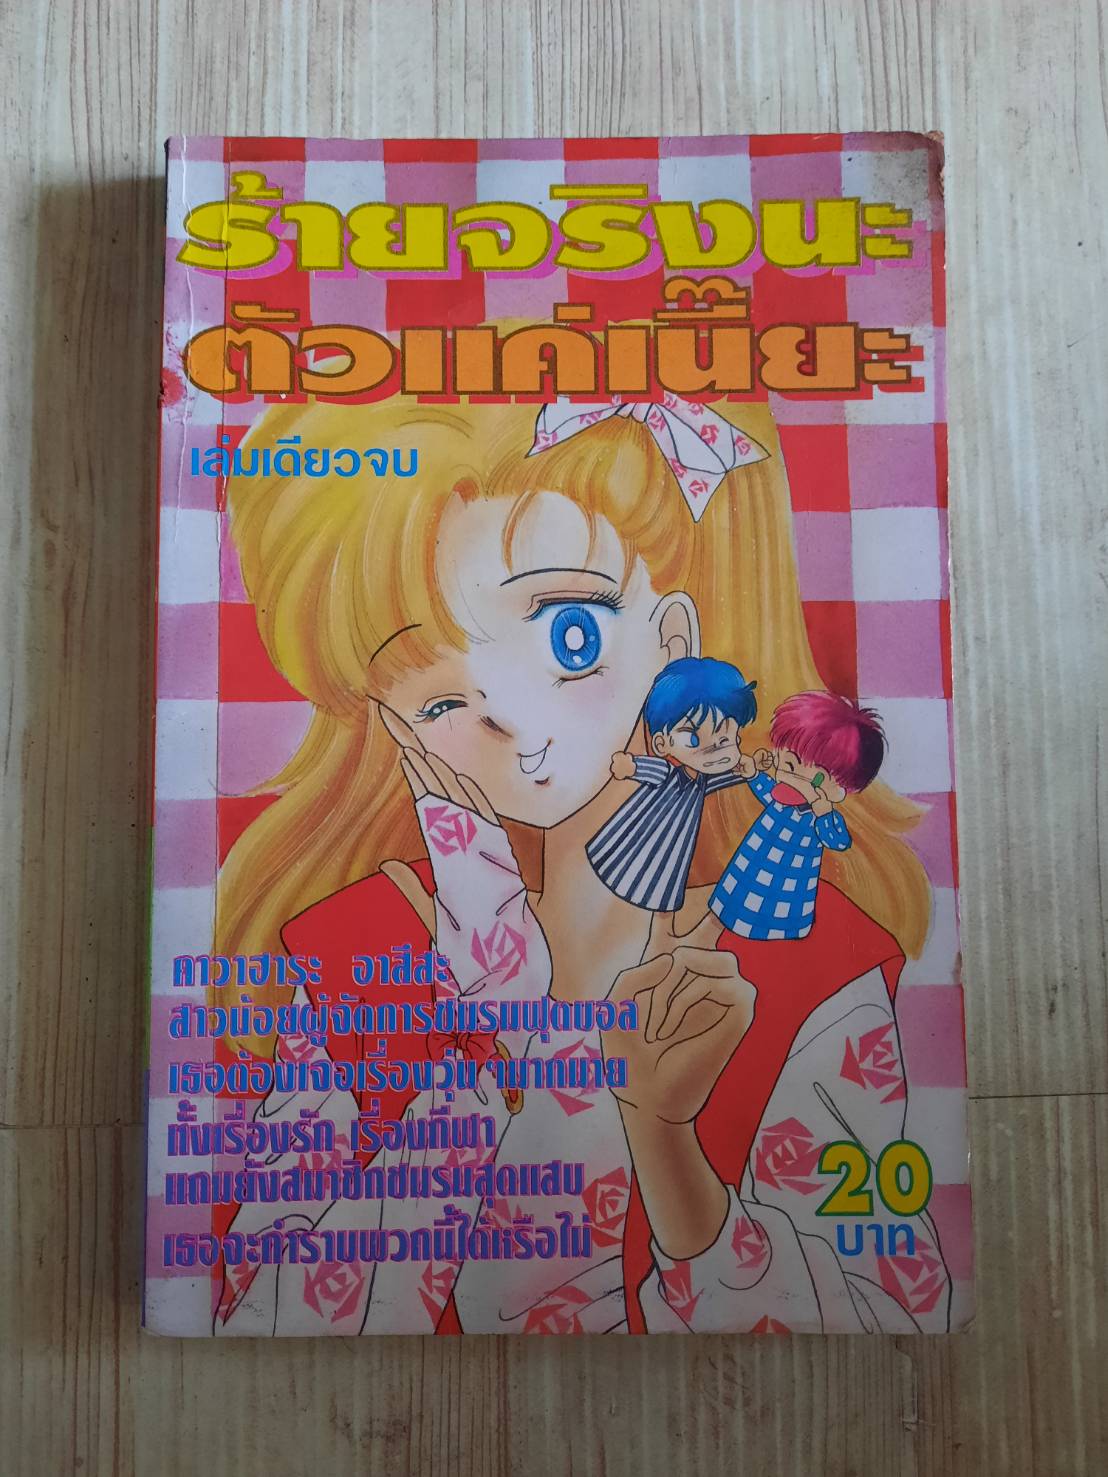 ร้ายจริงนะ
ตัวแค่เนี๊ยะ
เล่มเดียวจบ
คาวาฮาระ อาสึสะ
สาวน้อยผู้จัดการชมรมฟุตบอล
เธอต้องเจอเรื่องวุ่นๆมากมาย
ทั้งเรื่องรัก เรื่องกีฬา
แถมยังสมาชิกชมรมสุดแสบ
เธอจะกำราบพวกนี้ได้หรือไม่
20
บาท